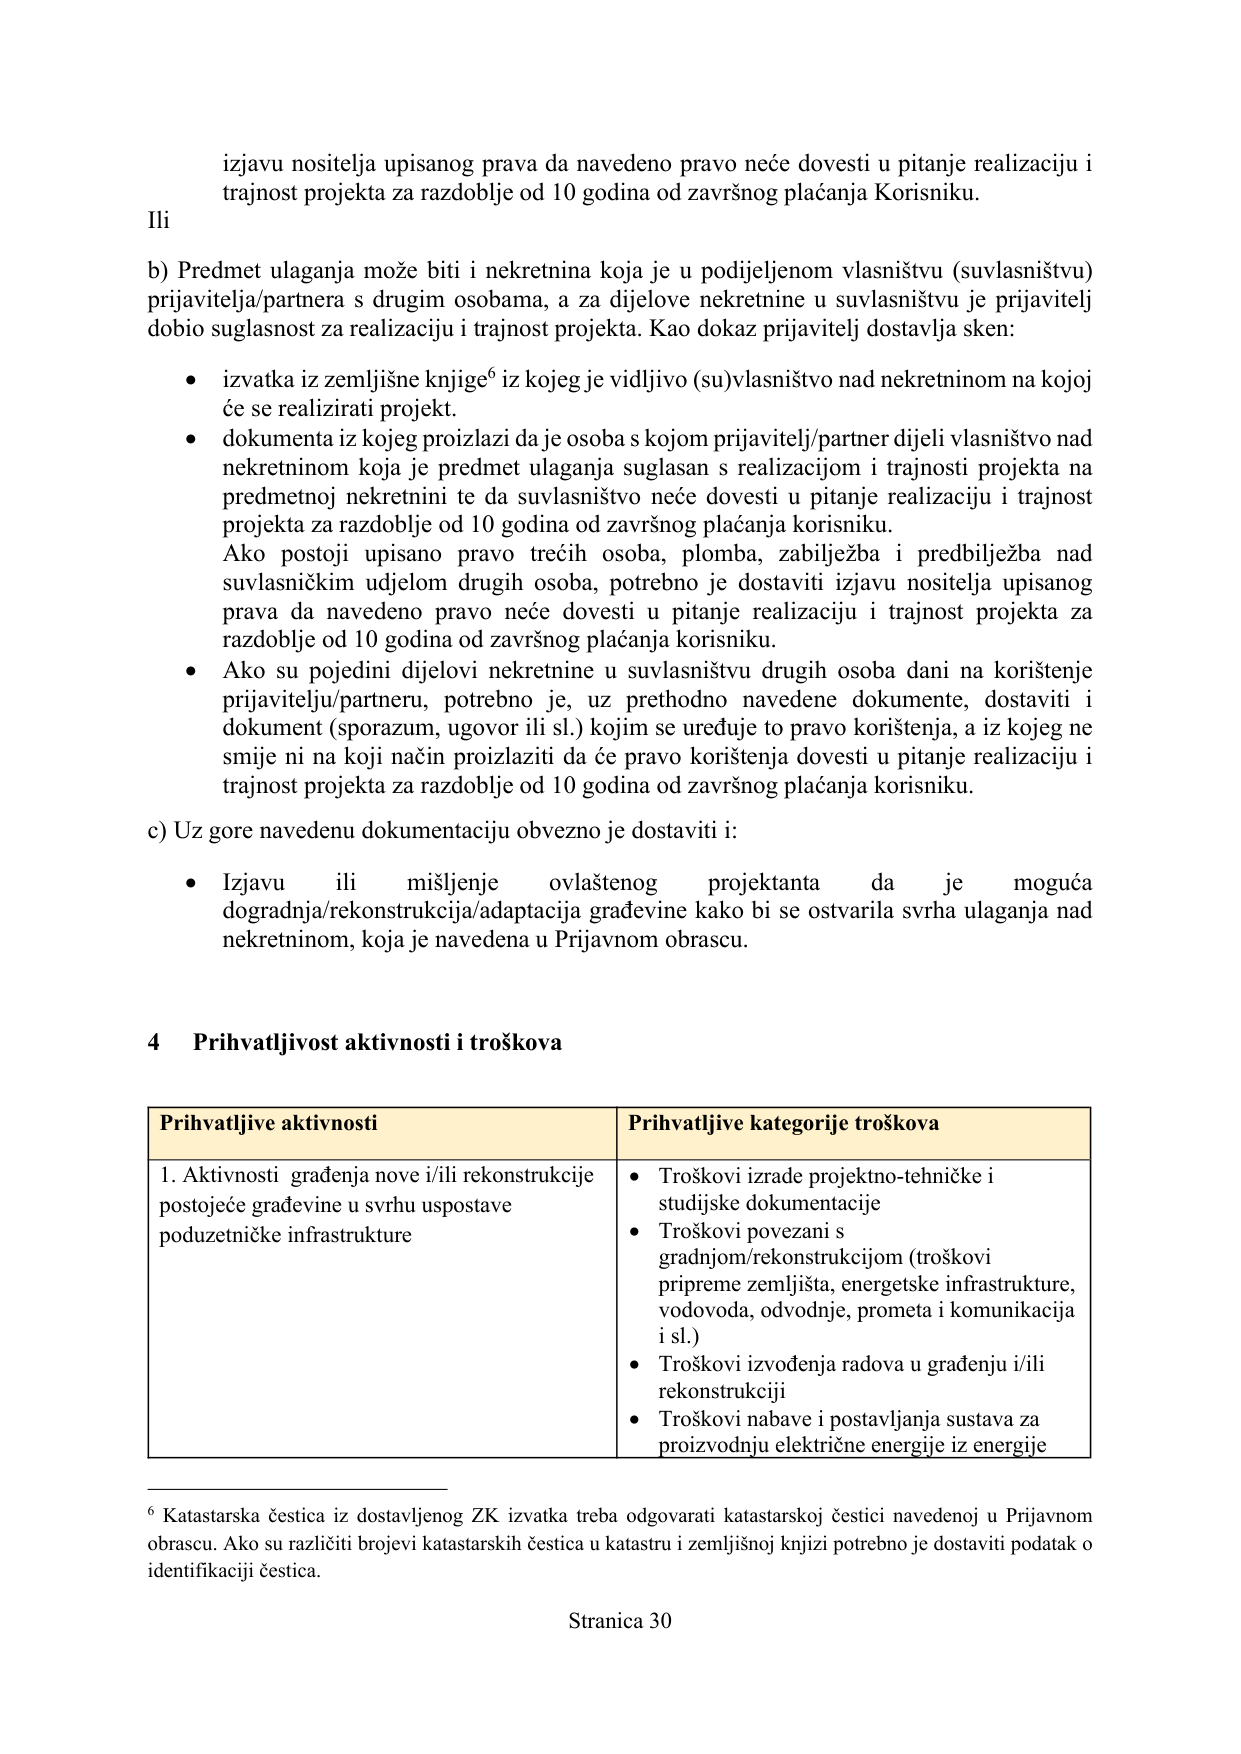 izjavu nositelja upisanog prava da navedeno pravo neće dovesti u pitanje realizaciju i
trajnost projekta za razdoblje od 10 godina od završnog plaćanja Korisniku.
Ili
b) Predmet ulaganja može biti i nekretnina koja je u podijeljenom vlasništvu (suvlasništvu)
prijavitelja/partnera s drugim osobama, a za dijelove nekretnine u suvlasništvu je prijavitelj
dobio suglasnost za realizaciju i trajnost projekta. Kao dokaz prijavitelj dostavlja sken:
• izvatka iz zemljišne knjige⁶ iz kojeg je vidljivo (su)vlasništvo nad nekretninom na kojoj
će se realizirati projekt.
• dokumenta iz kojeg proizlazi da je osoba s kojom prijavitelj/partner dijeli vlasništvo nad
nekretninom koja je predmet ulaganja suglasan s realizacijom i trajnosti projekta na
predmetnoj nekretnini te da suvlasništvo neće dovesti u pitanje realizaciju i trajnost
projekta za razdoblje od 10 godina od završnog plaćanja korisniku.
Ako postoji upisano pravo trećih osoba, plomba, zabilježba i predbilježba nad
suvlasničkim udjelom drugih osoba, potrebno je dostaviti izjavu nositelja upisanog
prava da navedeno pravo neće dovesti u pitanje realizaciju i trajnost projekta za
razdoblje od 10 godina od završnog plaćanja korisniku.
• Ako su pojedini dijelovi nekretnine u suvlasništvu drugih osoba dani na korištenje
prijavitelju/partneru, potrebno je, uz prethodno navedene dokumente, dostaviti i
dokument (sporazum, ugovor ili sl.) kojim se uređuje to pravo korištenja, a iz kojeg ne
smije ni na koji način proizlaziti da će pravo korištenja dovesti u pitanje realizaciju i
trajnost projekta za razdoblje od 10 godina od završnog plaćanja korisniku.
c) Uz gore navedenu dokumentaciju obvezno je dostaviti i:
• Izjavu ili mišljenje ovlaštenog projektanta da je moguća
dogradnja/rekonstrukcija/adaptacija građevine kako bi se ostvarila svrha ulaganja nad
nekretninom, koja je navedena u Prijavnom obrascu.
4 Prihvatljivost aktivnosti i troškova
Prihvatljive aktivnosti
Prihvatljive kategorije troškova
1. Aktivnosti građenja nove i/ili rekonstrukcije
postojeće građevine u svrhu uspostave
poduzetničke infrastrukture
• Troškovi izrade projektno-tehničke i
studijske dokumentacije
• Troškovi povezani s
gradnjom/rekonstrukcijom (troškovi
pripreme zemljišta, energetske infrastrukture,
vodovoda, odvodnje, prometa i komunikacija
i sl.)
• Troškovi izvođenja radova u građenju i/ili
rekonstrukciji
• Troškovi nabave i postavljanja sustava za
proizvodnju električne energije iz energije
⁶ Katastarska čestica iz dostavljenog ZK izvatka treba odgovarati katastarskoj čestici navedenoj u Prijavnom
obrascu. Ako su različiti brojevi katastarskih čestica u katastru i zemljišnoj knjizi potrebno je dostaviti podatak o
identifikaciji čestica.
Stranica 30